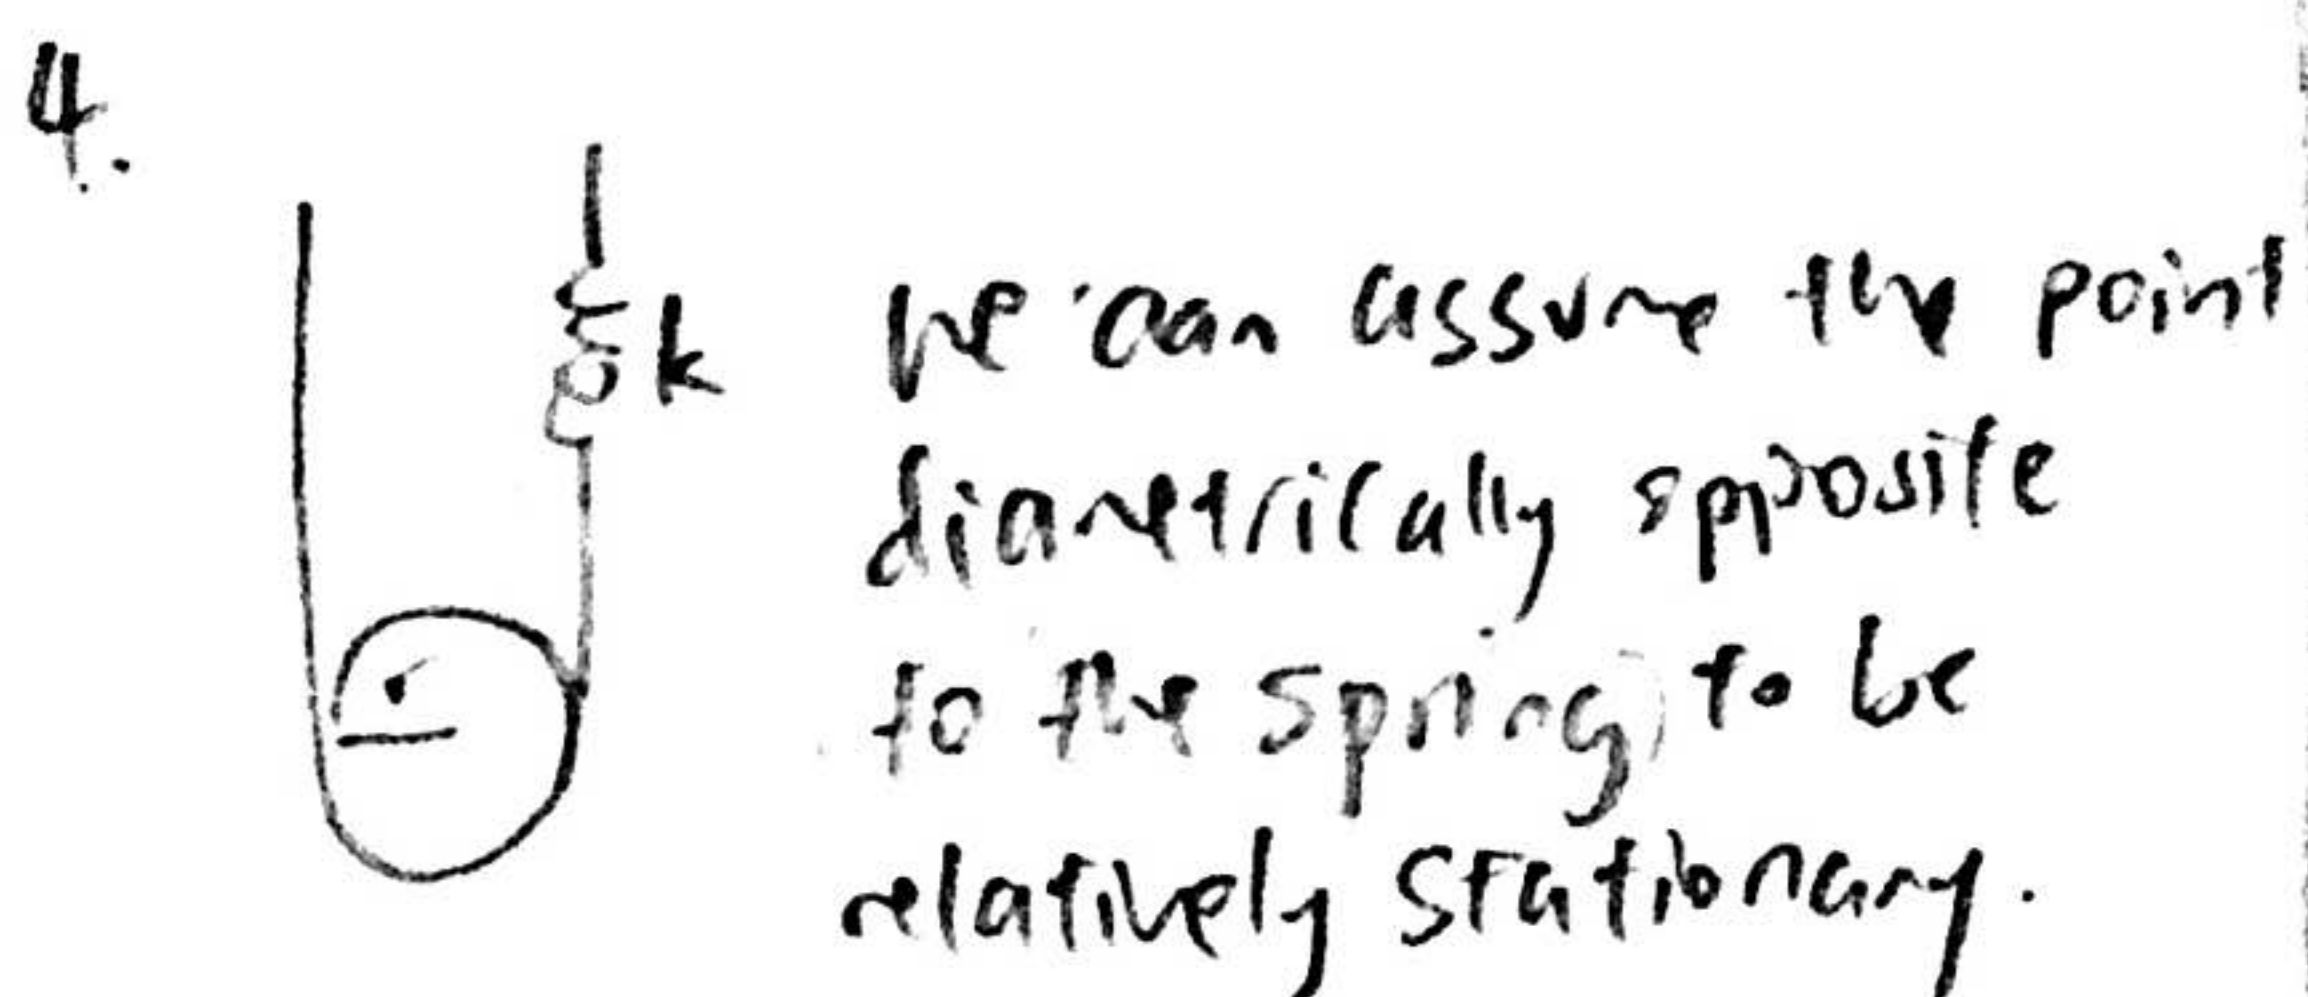 4.
k
we can assume the point
r
diametrically opposite
to the spring to be
relatively stationary.